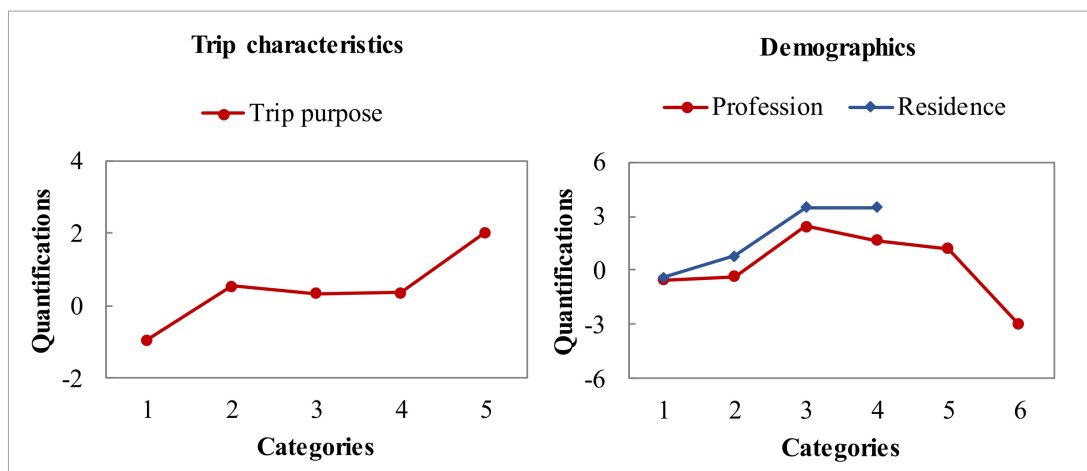 Trip characteristics
Trip purpose
Quantifications
4
2
0
-2
1 2 3 4 5
Categories
Demographics
Profession Residence
Quantifications
6
3
0
-3
-6
1 2 3 4 5 6
Categories